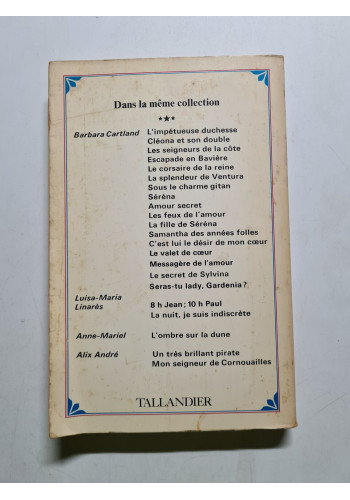 Dans la même collection
Barbara Cartland L'impétueuse duchesse
Cléona et son double
Les seigneurs de la côte
Escapade en Bavière
Le corsaire de la reine
La splendeur de Ventura
Sous le charme gitan
Séréna
Amour secret
Les feux de l'amour
La fille de Séréna
Samantha des années folles
C'est lui le désir de mon cœur
Le valet de cœur
Messagère de l'amour
Le secret de Sylvina
Seras-tu lady, Gardenia ?
Luisa-Maria
Linarès 8 h Jean ; 10 h Paul
La nuit, je suis indiscrète
Anne-Mariel L'ombre sur la dune
Alix André Un très brillant pirate
Mon seigneur de Cornouailles
TALLANDIER